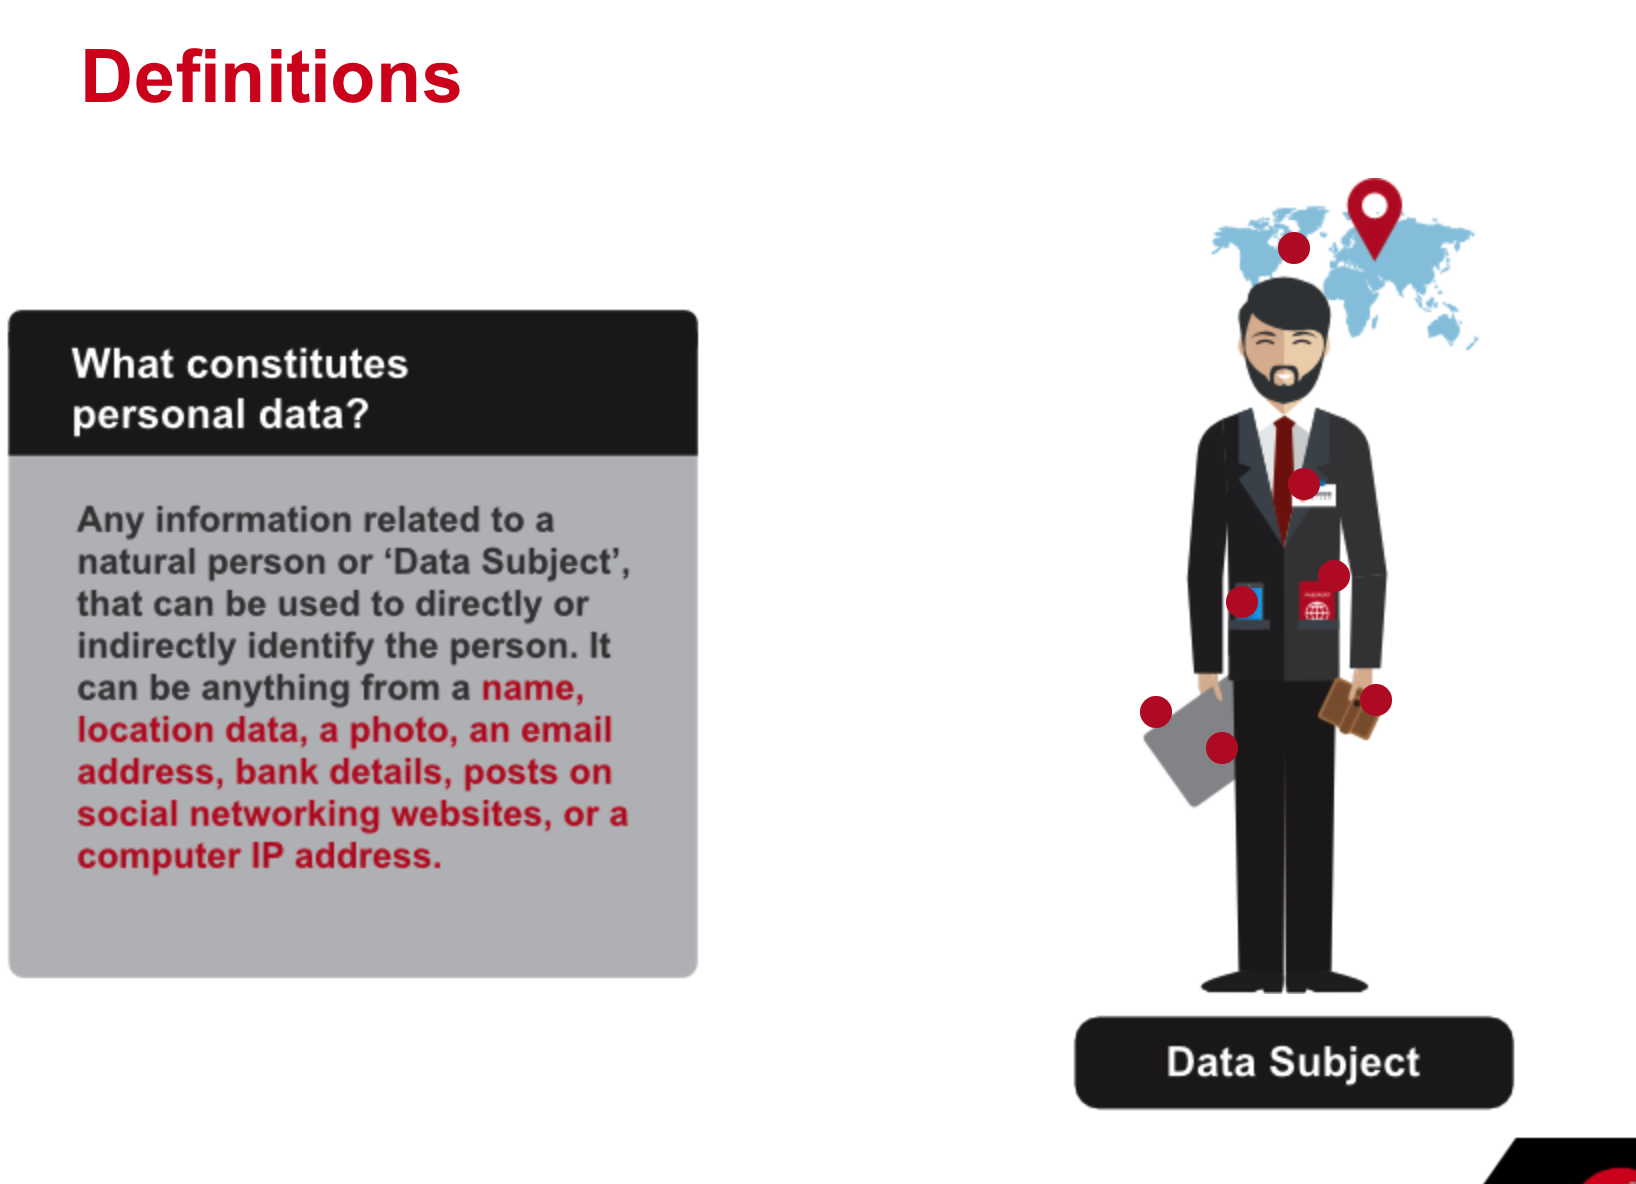 Definitions
What constitutes
personal data?
Any information related to a
natural person or ‘Data Subject’,
that can be used to directly or
indirectly identify the person. It
can be anything from a name,
location data, a photo, an email
address, bank details, posts on
social networking websites, or a
computer IP address.
PASSPORT
Data Subject